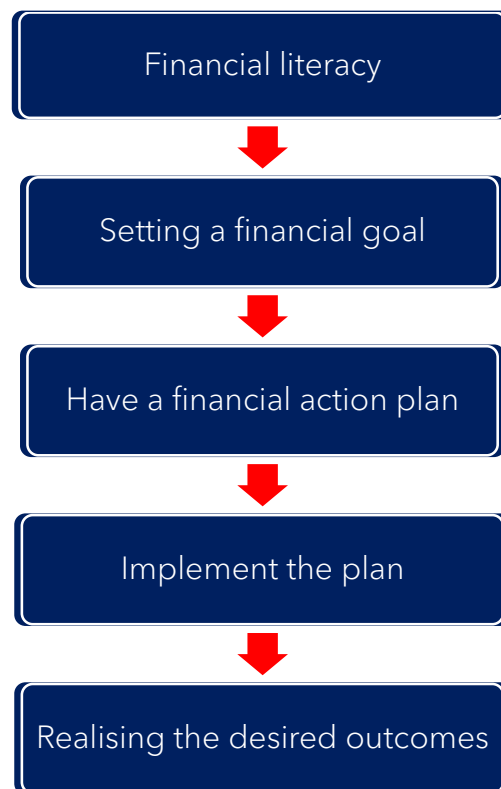 Financial literacy
Setting a financial goal
Have a financial action plan
Implement the plan
Realising the desired outcomes